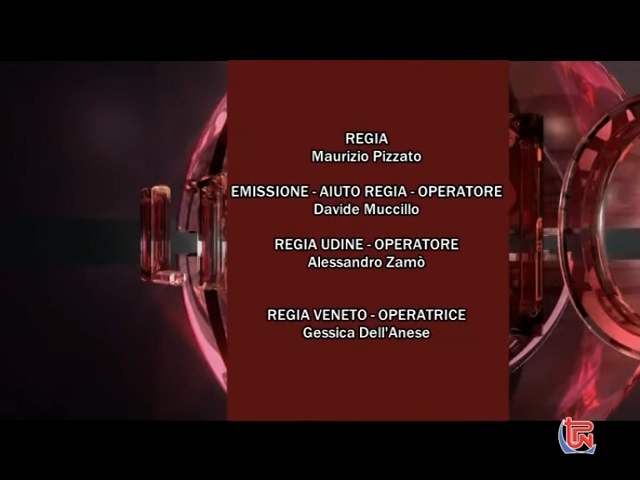 REGIA
Maurizio Pizzato
EMISSIONE - AIUTO REGIA - OPERATORE
Davide Muccillo
REGIA UDINE - OPERATORE
Alessandro Zamò
REGIA VENETO - OPERATRICE
Gessica Dell'Anese
TPN